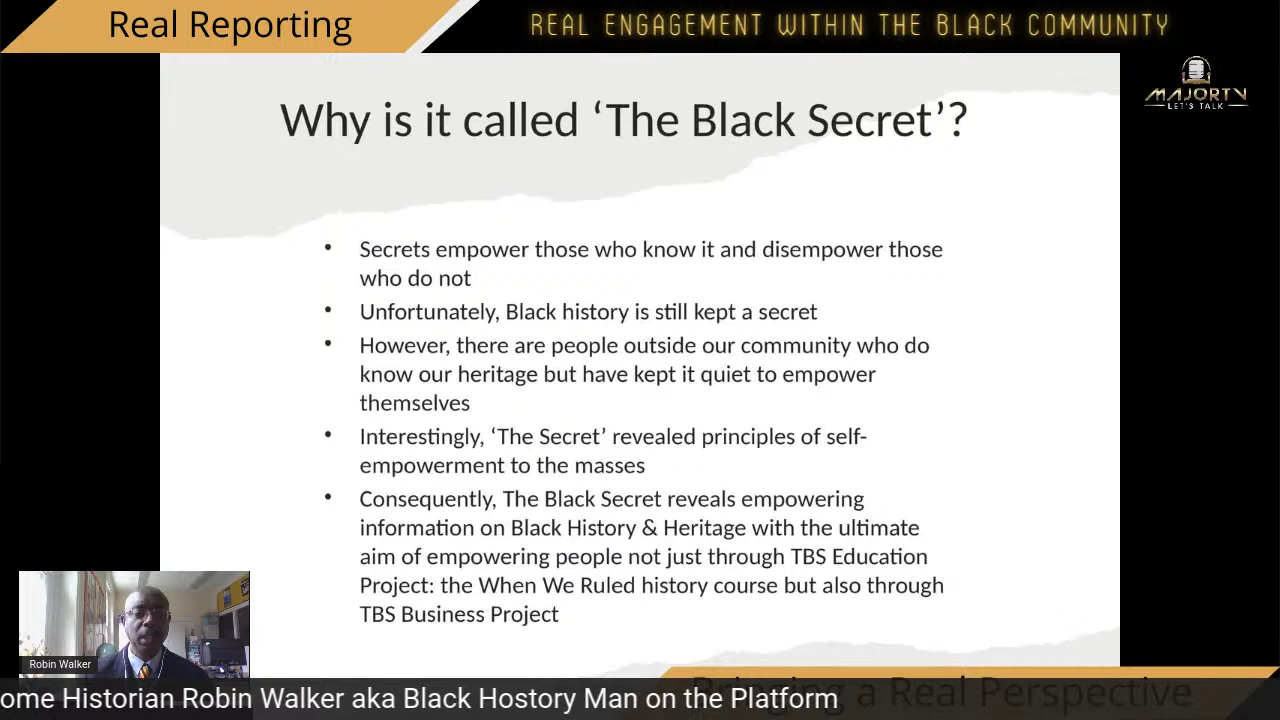 Real Reporting
REAL ENGAGEMENT WITHIN THE BLACK COMMUNITY
MAJORTV
LET'S TALK
Why is it called ‘The Black Secret’?
• Secrets empower those who know it and disempower those
who do not
• Unfortunately, Black history is still kept a secret
• However, there are people outside our community who do
know our heritage but have kept it quiet to empower
themselves
• Interestingly, ‘The Secret’ revealed principles of self-
empowerment to the masses
• Consequently, The Black Secret reveals empowering
information on Black History & Heritage with the ultimate
aim of empowering people not just through TBS Education
Project: the When We Ruled history course but also through
TBS Business Project
Robin Walker
Bringing a Real Perspective
ome Historian Robin Walker aka Black Hostory Man on the Platform